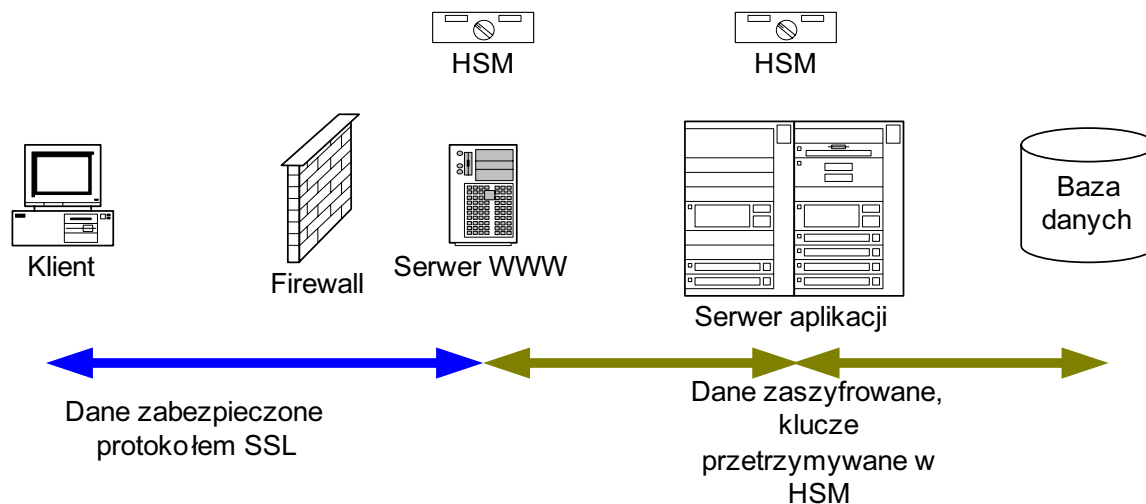 HSM
HSM
Klient
Firewall
Serwer WWW
Serwer aplikacji
Baza
danych
Dane zabezpieczone
protokołem SSL
Dane zaszyfrowane,
klucze
przetrzymywane w
HSM